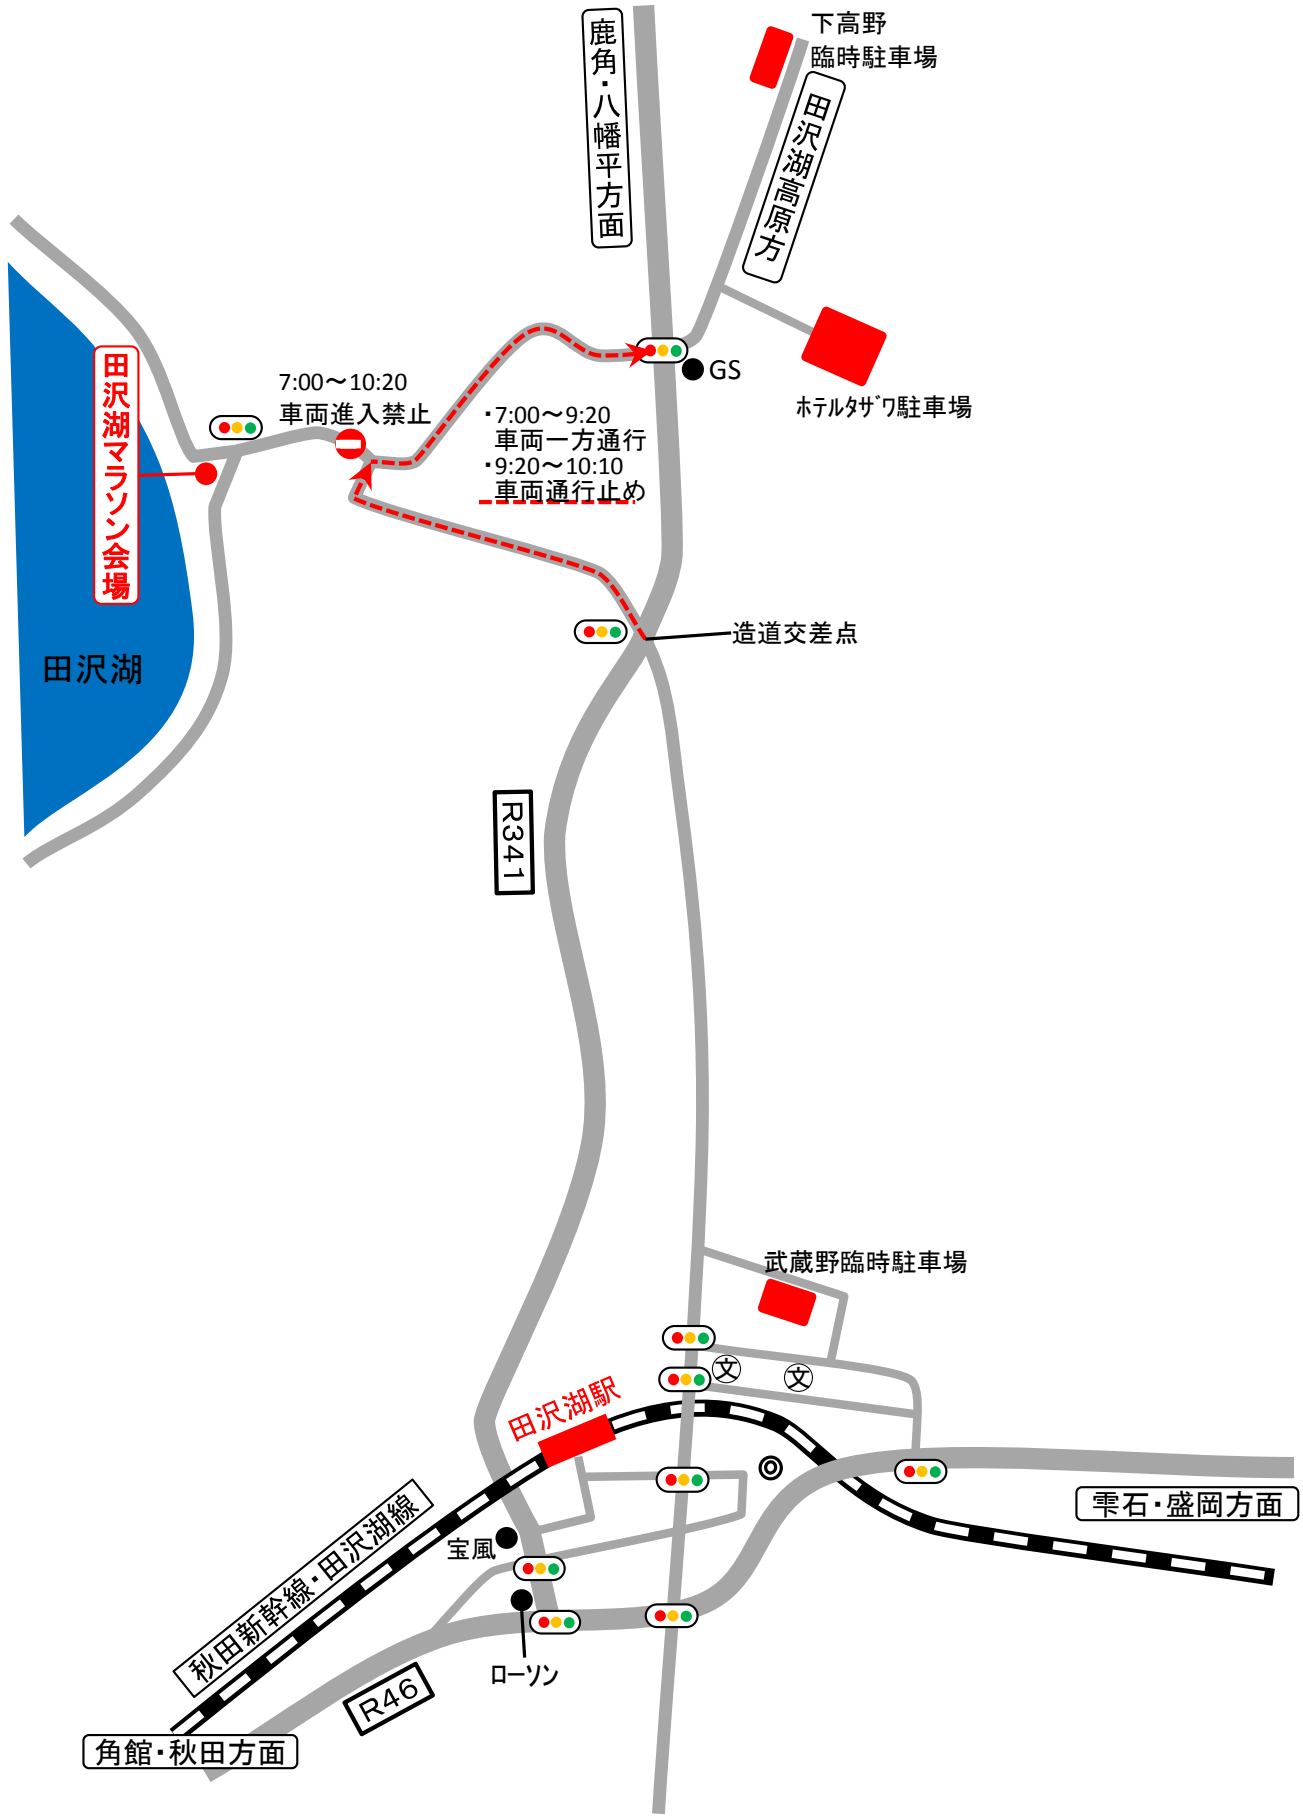 下高野
臨時駐車場
鹿角・八幡平方面
田沢湖高原方
GS
ﾎﾃﾙﾀｻﾞﾜ駐車場
7:00～10:20
車両進入禁止
・7:00～9:20
車両一方通行
・9:20～10:10
車両通行止め
田沢湖マラソン会場
田沢湖
造道交差点
R341
武蔵野臨時駐車場
文
文
田沢湖駅
雫石・盛岡方面
宝風
秋田新幹線・田沢湖線
ﾛｰｿﾝ
R46
角館・秋田方面